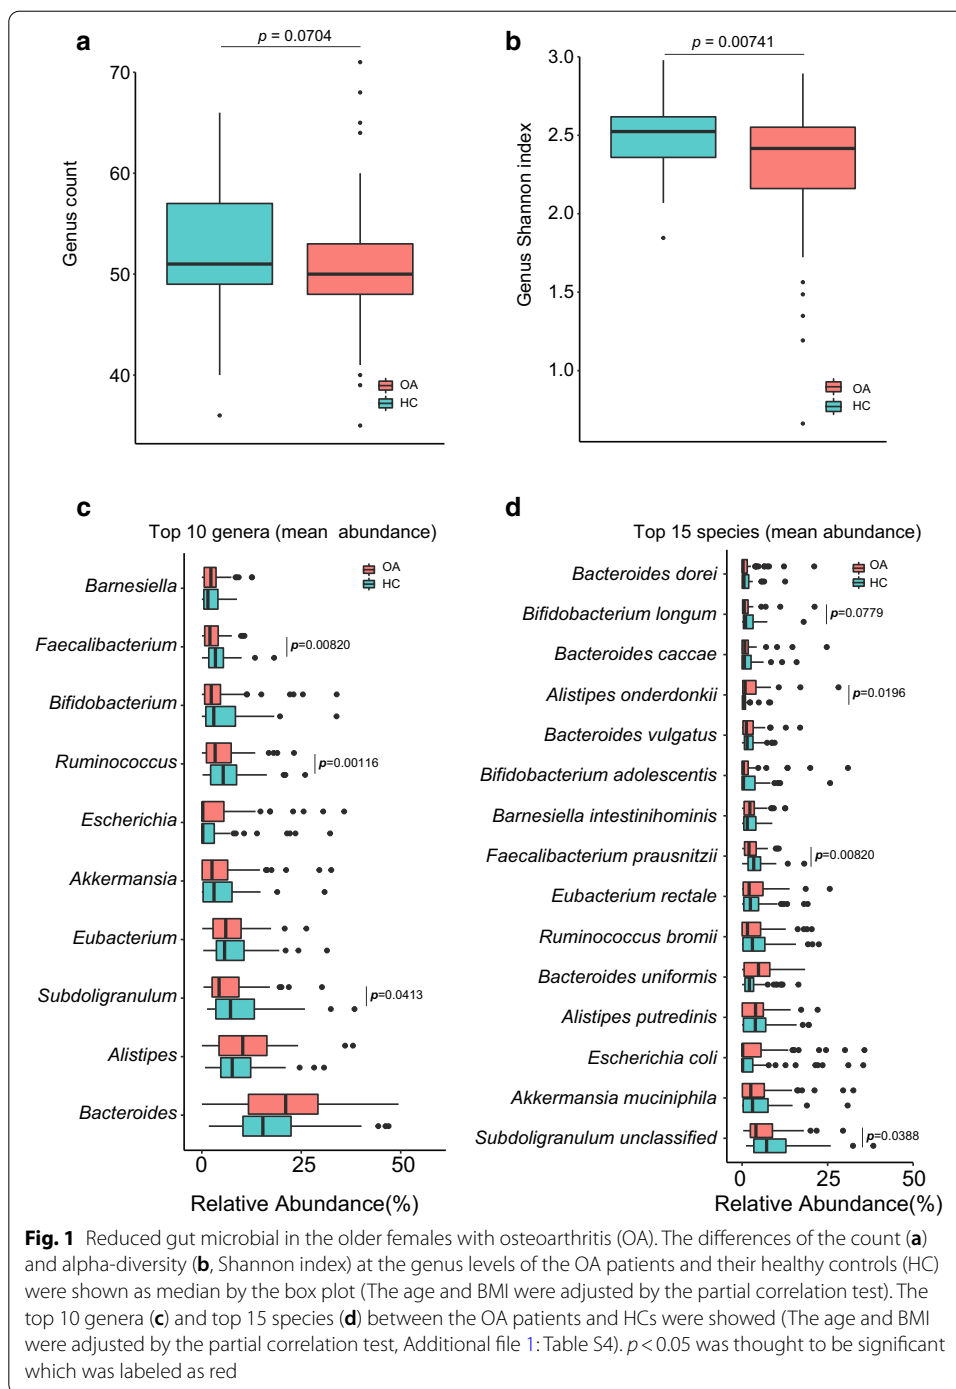 a
p = 0.0704
70
60
50
40
Genus count
OA
HC
b
p = 0.00741
3.0
2.5
2.0
1.5
1.0
Genus Shannon index
OA
HC
c
Top 10 genera (mean abundance)
OA
HC
Barnesiella
Faecalibacterium
p=0.00820
Bifidobacterium
Ruminococcus
p=0.00116
Escherichia
Akkermansia
Eubacterium
Subdoligranulum
p=0.0413
Alistipes
Bacteroides
0 25 50
Relative Abundance(%)
d
Top 15 species (mean abundance)
OA
HC
Bacteroides dorei
Bifidobacterium longum
p=0.0779
Bacteroides caccae
Alistipes onderdonkii
p=0.0196
Bacteroides vulgatus
Bifidobacterium adolescentis
Barnesiella intestinihominis
Faecalibacterium prausnitzii
p=0.00820
Eubacterium rectale
Ruminococcus bromii
Bacteroides uniformis
Alistipes putredinis
Escherichia coli
Akkermansia muciniphila
Subdoligranulum unclassified
p=0.0388
0 25 50
Relative Abundance(%)
Fig. 1 Reduced gut microbial in the older females with osteoarthritis (OA). The differences of the count (a)
and alpha-diversity (b, Shannon index) at the genus levels of the OA patients and their healthy controls (HC)
were shown as median by the box plot (The age and BMI were adjusted by the partial correlation test). The
top 10 genera (c) and top 15 species (d) between the OA patients and HCs were showed (The age and BMI
were adjusted by the partial correlation test, Additional file 1: Table S4). p < 0.05 was thought to be significant
which was labeled as red